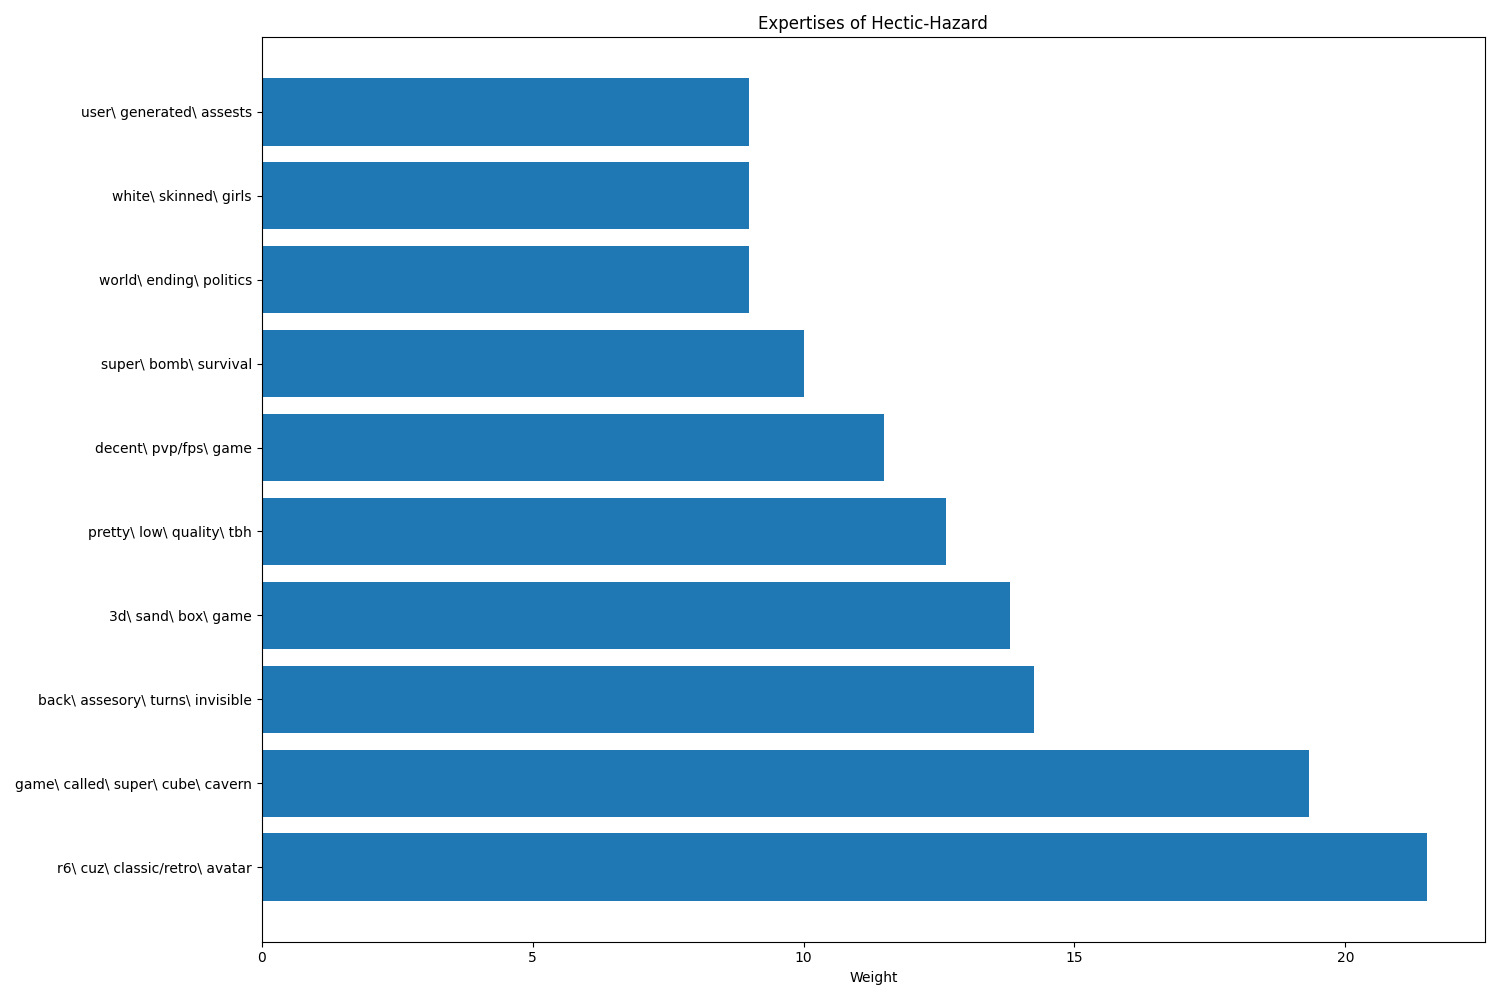 Expertises of Hectic-Hazard
user\ generated\ assests
white\ skinned\ girls
world\ ending\ politics
super\ bomb\ survival
decent\ pvp/fps\ game
pretty\ low\ quality\ tbh
3d\ sand\ box\ game
back\ assesory\ turns\ invisible
game\ called\ super\ cube\ cavern
r6\ cuz\ classic/retro\ avatar
0 5 10 15 20
Weight